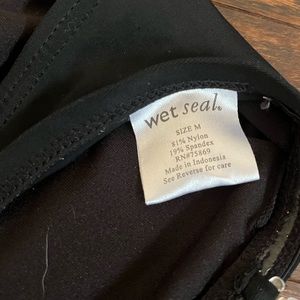 wet seal.
SIZE M
81% Nylon
19% Spandex
RN#75869
Made in Indonesia
See Reverse for care